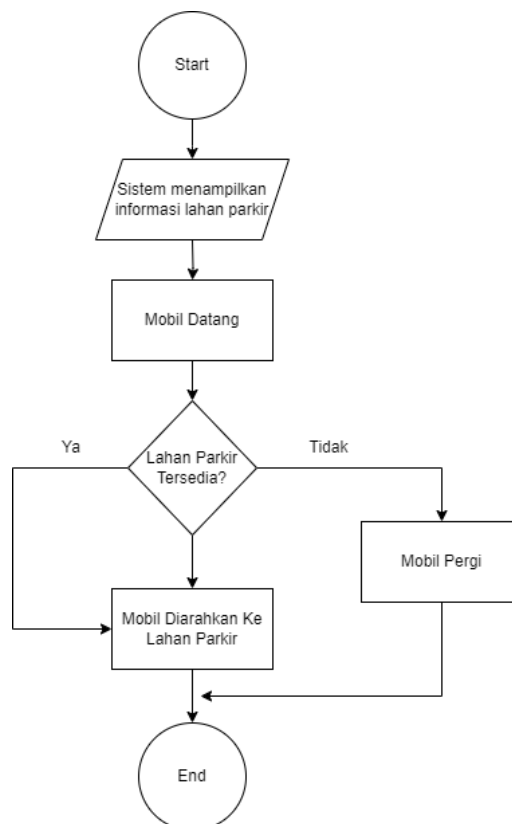 Start
Sistem menampilkan
informasi lahan parkir
Mobil Datang
Ya
Lahan Parkir
Tersedia?
Tidak
Mobil Pergi
Mobil Diarahkan Ke
Lahan Parkir
End